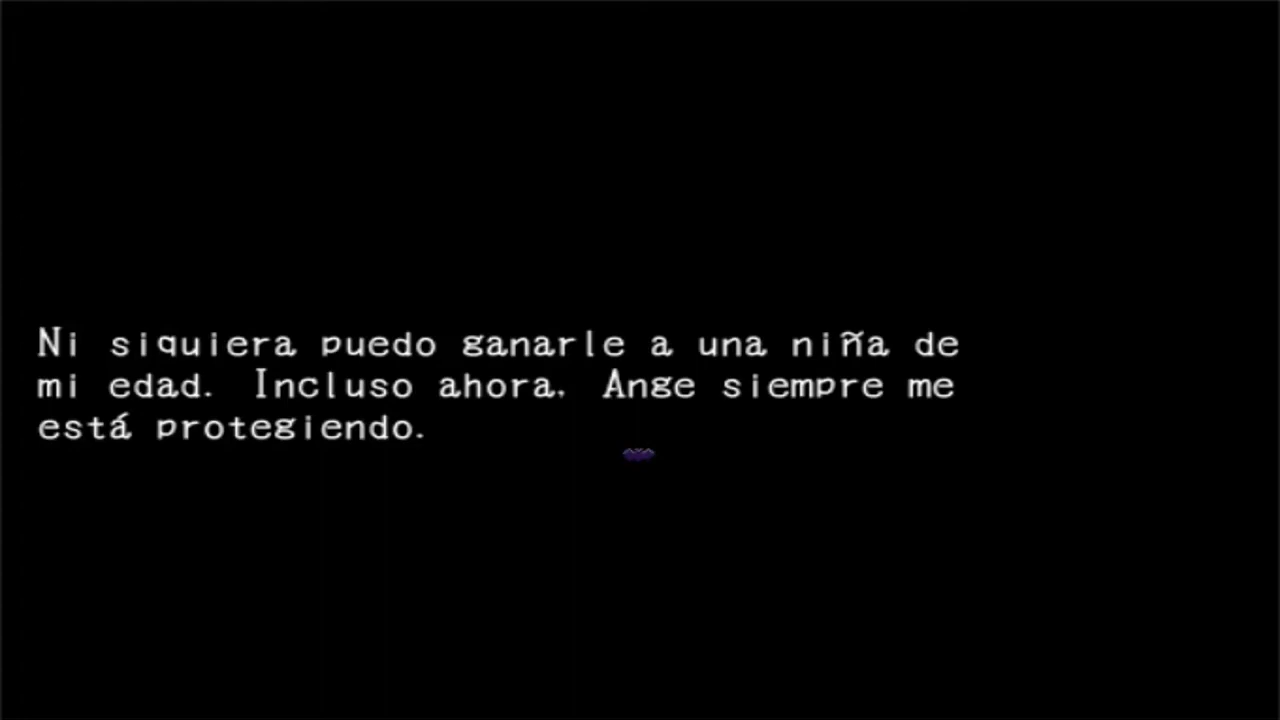 Ni siquiera puedo ganarle a una niña de
mi edad. Incluso ahora, Ange siempre me
está protegiendo.